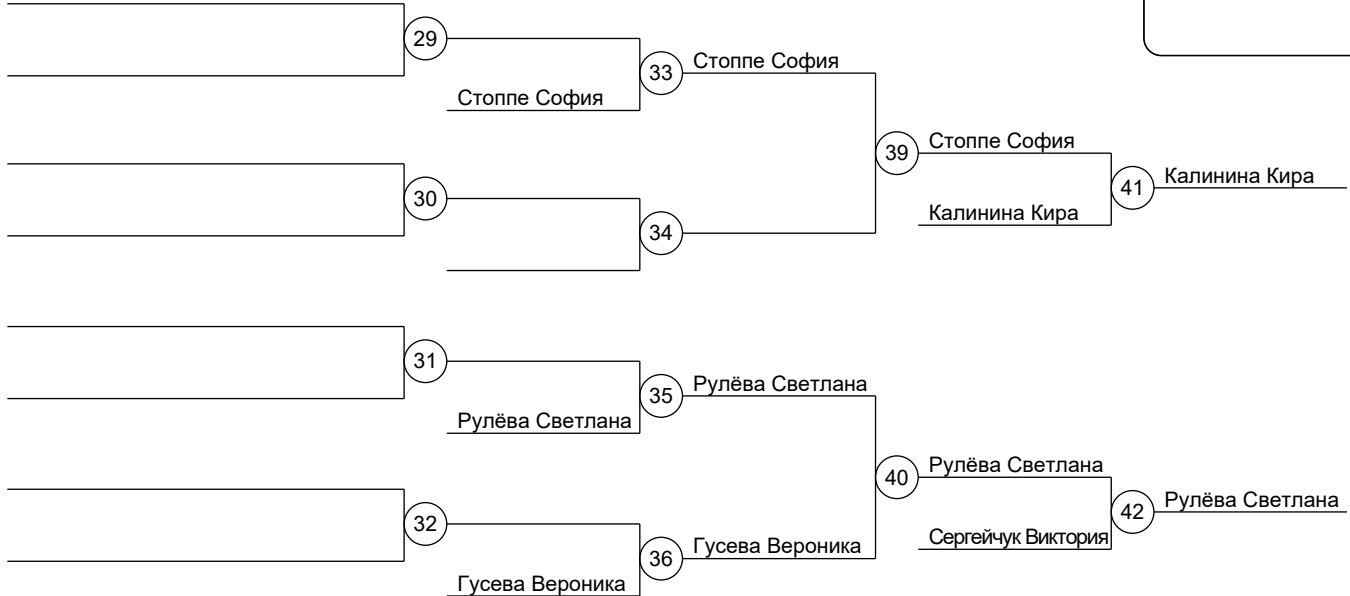 29
33
Стоппе София
Стоппе София
39
Стоппе София
41
Калинина Кира
30
Калинина Кира
34
31
35
Рулёва Светлана
Рулёва Светлана
40
Рулёва Светлана
42
Рулёва Светлана
32
Сергейчук Виктория
36
Гусева Вероника
Гусева Вероника